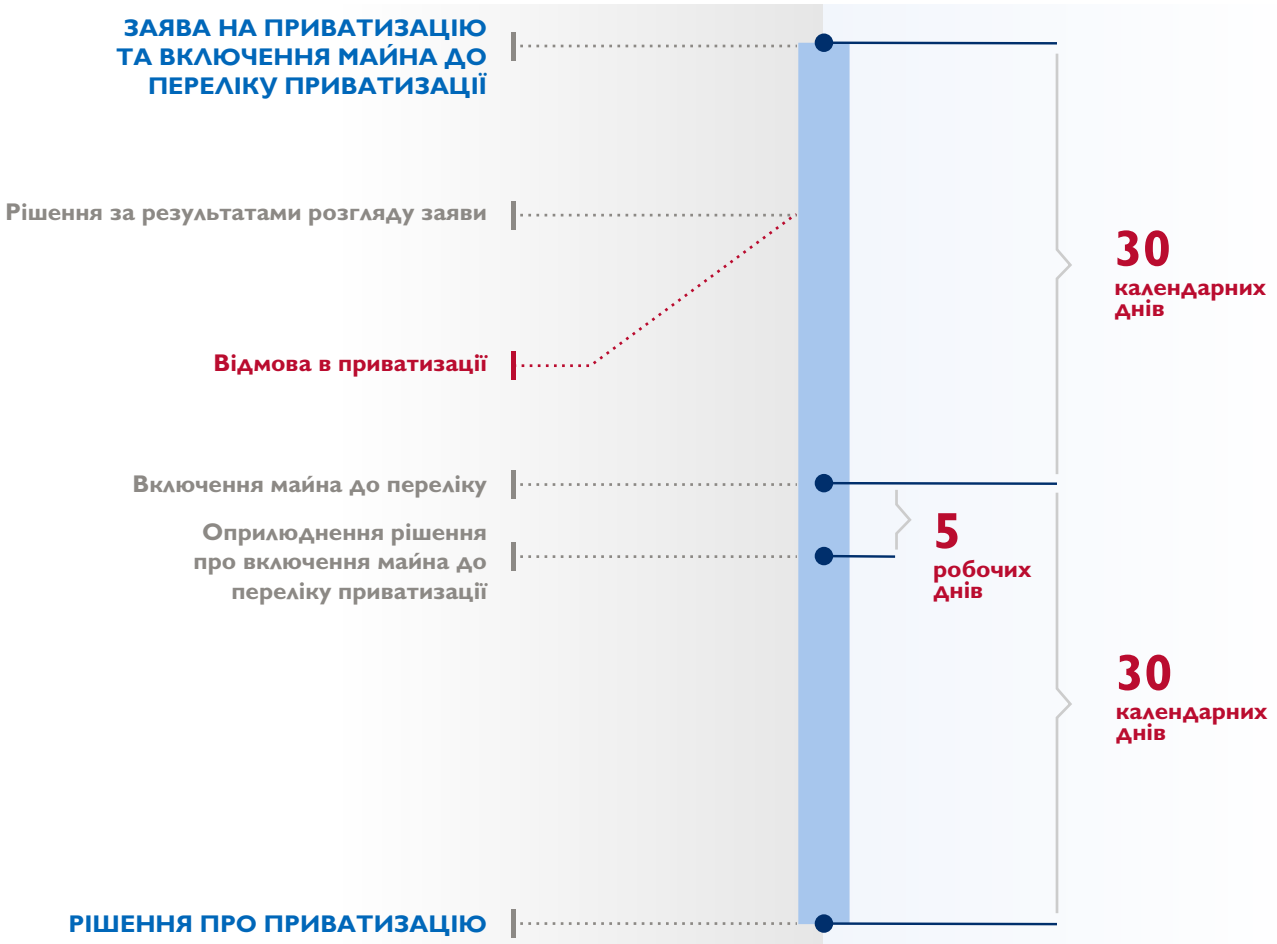 ЗАЯВА НА ПРИВАТИЗАЦІЮ
ТА ВКЛЮЧЕННЯ МАЙНА ДО
ПЕРЕЛІКУ ПРИВАТИЗАЦІЇ
Рішення за результатами розгляду заяви
30
календарних
днів
Відмова в приватизації
Включення майна до переліку
Оприлюднення рішення
про включення майна до
переліку приватизації
5
робочих
днів
30
календарних
днів
РІШЕННЯ ПРО ПРИВАТИЗАЦІЮ